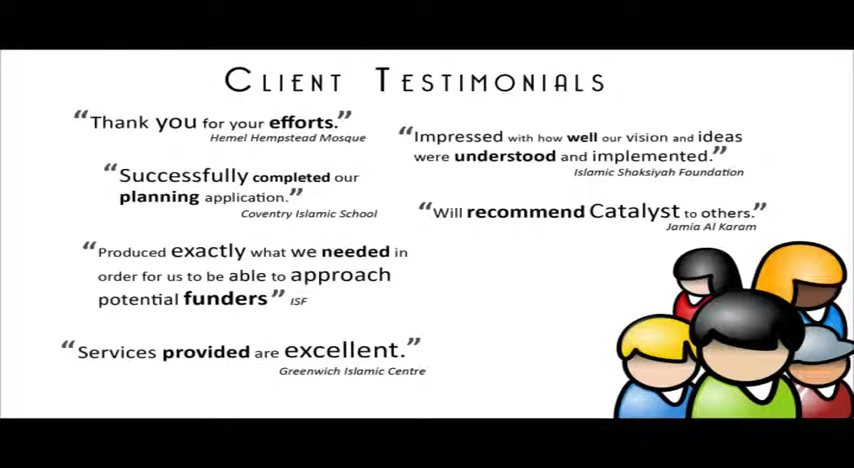 CLIENT TESTIMONIALS
“Thank you for your efforts.”
Hemel Hempstead Mosque
“Successfully completed our
planning application.”
Coventry Islamic School
“Produced exactly what we needed in
order for us to be able to approach
potential funders” ISF
“Services provided are excellent.”
Greenwich Islamic Centre
“Impressed with how well our vision and ideas
were understood and implemented.”
Islamic Shaksiyah Foundation
“Will recommend Catalyst to others.”
Jamia Al Karam